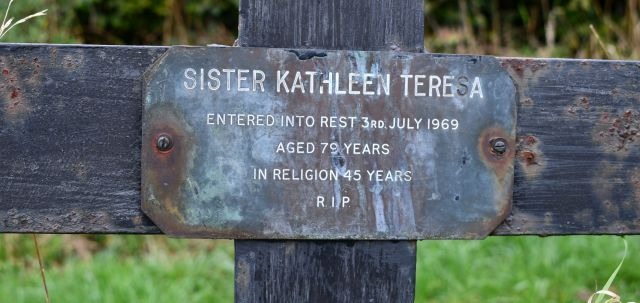 SISTER KATHLEEN TERESA
ENTERED INTO REST 3RD. JULY 1969
AGED 79 YEARS
IN RELIGION 45 YEARS
R.I.P